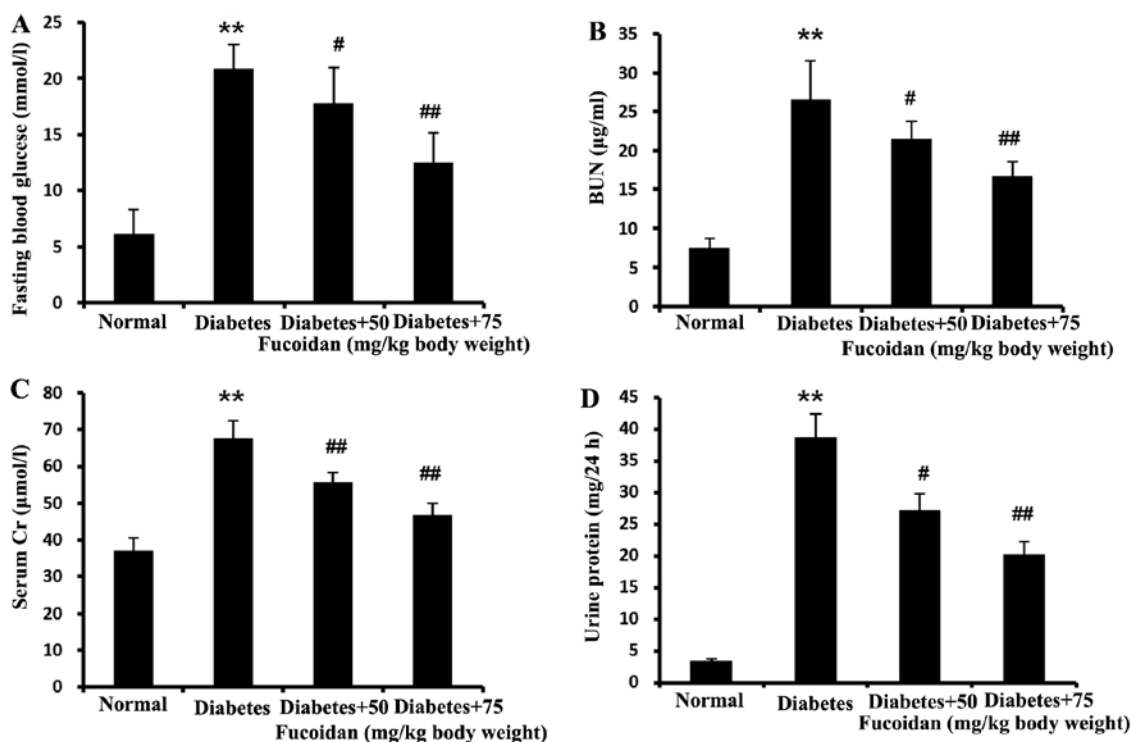 A
Fasting blood glucese (mmol/l)
25
20
15
10
5
0
**
#
##
Normal
Diabetes
Diabetes+50
Diabetes+75
Fucoidan (mg/kg body weight)
B
BUN (µg/ml)
35
30
25
20
15
10
5
0
**
#
##
Normal
Diabetes
Diabetes+50
Diabetes+75
Fucoidan (mg/kg body weight)
C
Serum Cr (µmol/l)
80
70
60
50
40
30
20
10
0
**
##
##
Normal
Diabetes
Diabetes+50
Diabetes+75
Fucoidan (mg/kg body weight)
D
Urine protein (mg/24 h)
45
40
35
30
25
20
15
10
5
0
**
#
##
Normal
Diabetes
Diabetes+50
Diabetes+75
Fucoidan (mg/kg body weight)